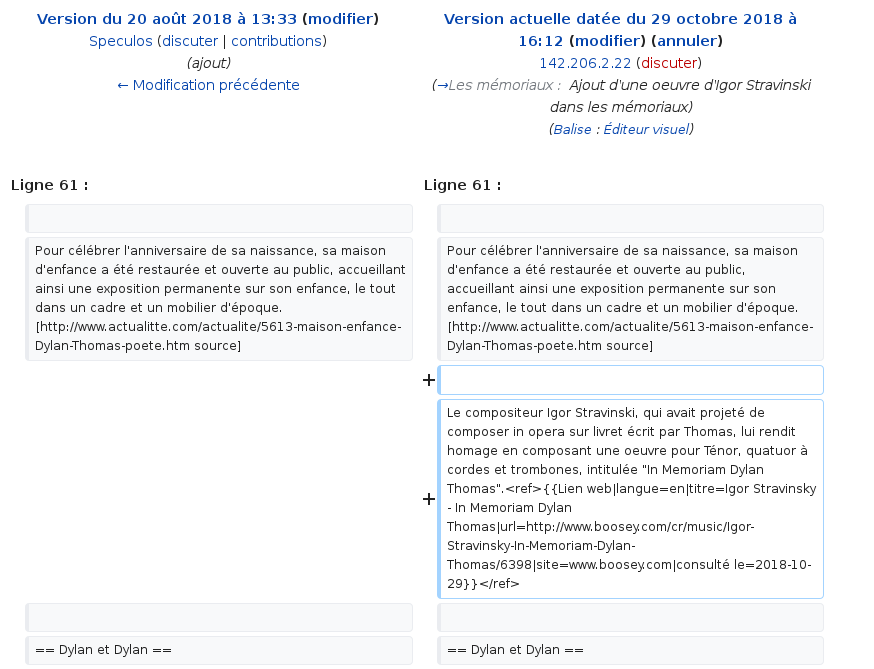 Version du 20 août 2018 à 13:33 (modifier)
Speculos (discuter | contributions)
(ajout)
← Modification précédente
Version actuelle datée du 29 octobre 2018 à
16:12 (modifier) (annuler)
142.206.2.22 (discuter)
(→Les mémoriaux : Ajout d'une oeuvre d'Igor Stravinski
dans les mémoriaux)
(Balise : Éditeur visuel)
Ligne 61 :
Ligne 61 :
Pour célébrer l'anniversaire de sa naissance, sa maison
d'enfance a été restaurée et ouverte au public, accueillant
ainsi une exposition permanente sur son enfance, le tout
dans un cadre et un mobilier d'époque.
[http://www.actualitte.com/actualite/5613-maison-enfance-
Dylan-Thomas-poete.htm source]
Pour célébrer l'anniversaire de sa naissance, sa maison
d'enfance a été restaurée et ouverte au public,
accueillant ainsi une exposition permanente sur son
enfance, le tout dans un cadre et un mobilier d'époque.
[http://www.actualitte.com/actualite/5613-maison-enfance-
Dylan-Thomas-poete.htm source]
+
+
Le compositeur Igor Stravinski, qui avait projeté de
composer in opera sur livret écrit par Thomas, lui rendit
homage en composant une oeuvre pour Ténor, quatuor à
cordes et trombones, intitulée "In Memoriam Dylan
Thomas".<ref>{{Lien web|langue=en|titre=Igor Stravinsky
- In Memoriam Dylan
Thomas|url=http://www.boosey.com/cr/music/Igor-
Stravinsky-In-Memoriam-Dylan-
Thomas/6398|site=www.boosey.com|consulté le=2018-10-
29}}</ref>
== Dylan et Dylan ==
== Dylan et Dylan ==